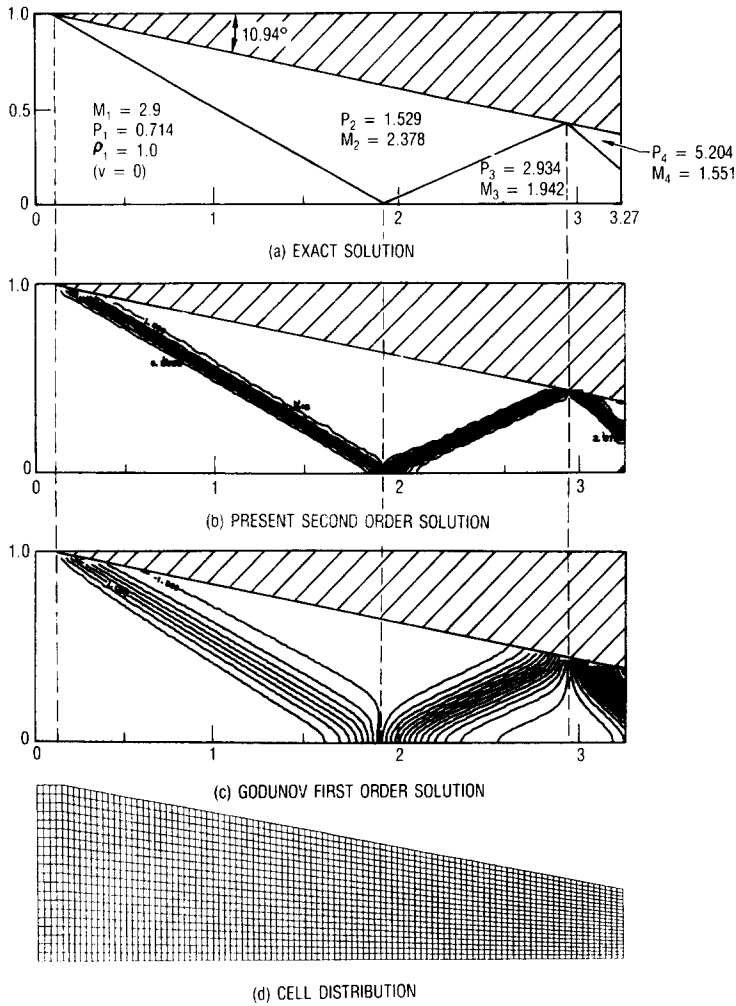 1.0
10.94°
0.5
M₁ = 2.9
P₁ = 0.714
ρ₁ = 1.0
(v = 0)
P₂ = 1.529
M₂ = 2.378
P₃ = 2.934
M₃ = 1.942
P₄ = 5.204
M₄ = 1.551
0
0 1 2 3 3.27
(a) EXACT SOLUTION
1.0
0
0 1 2 3
(b) PRESENT SECOND ORDER SOLUTION
1.0
0
0 1 2 3
(c) GODUNOV FIRST ORDER SOLUTION
(d) CELL DISTRIBUTION